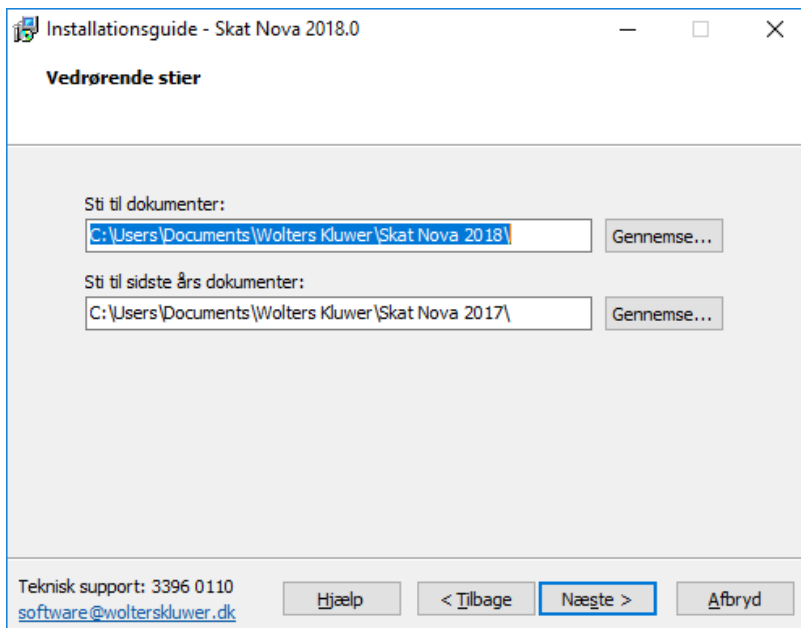 Installationsguide - Skat Nova 2018.0
Vedrørende stier
Sti til dokumenter:
C:\Users\Documents\Wolters Kluwer\Skat Nova 2018\
Gennemse...
Sti til sidste års dokumenter:
C:\Users\Documents\Wolters Kluwer\Skat Nova 2017\
Gennemse...
Teknisk support: 3396 0110
software@wolterskluwer.dk
Hjælp
< Tilbage
Næste >
Afbryd